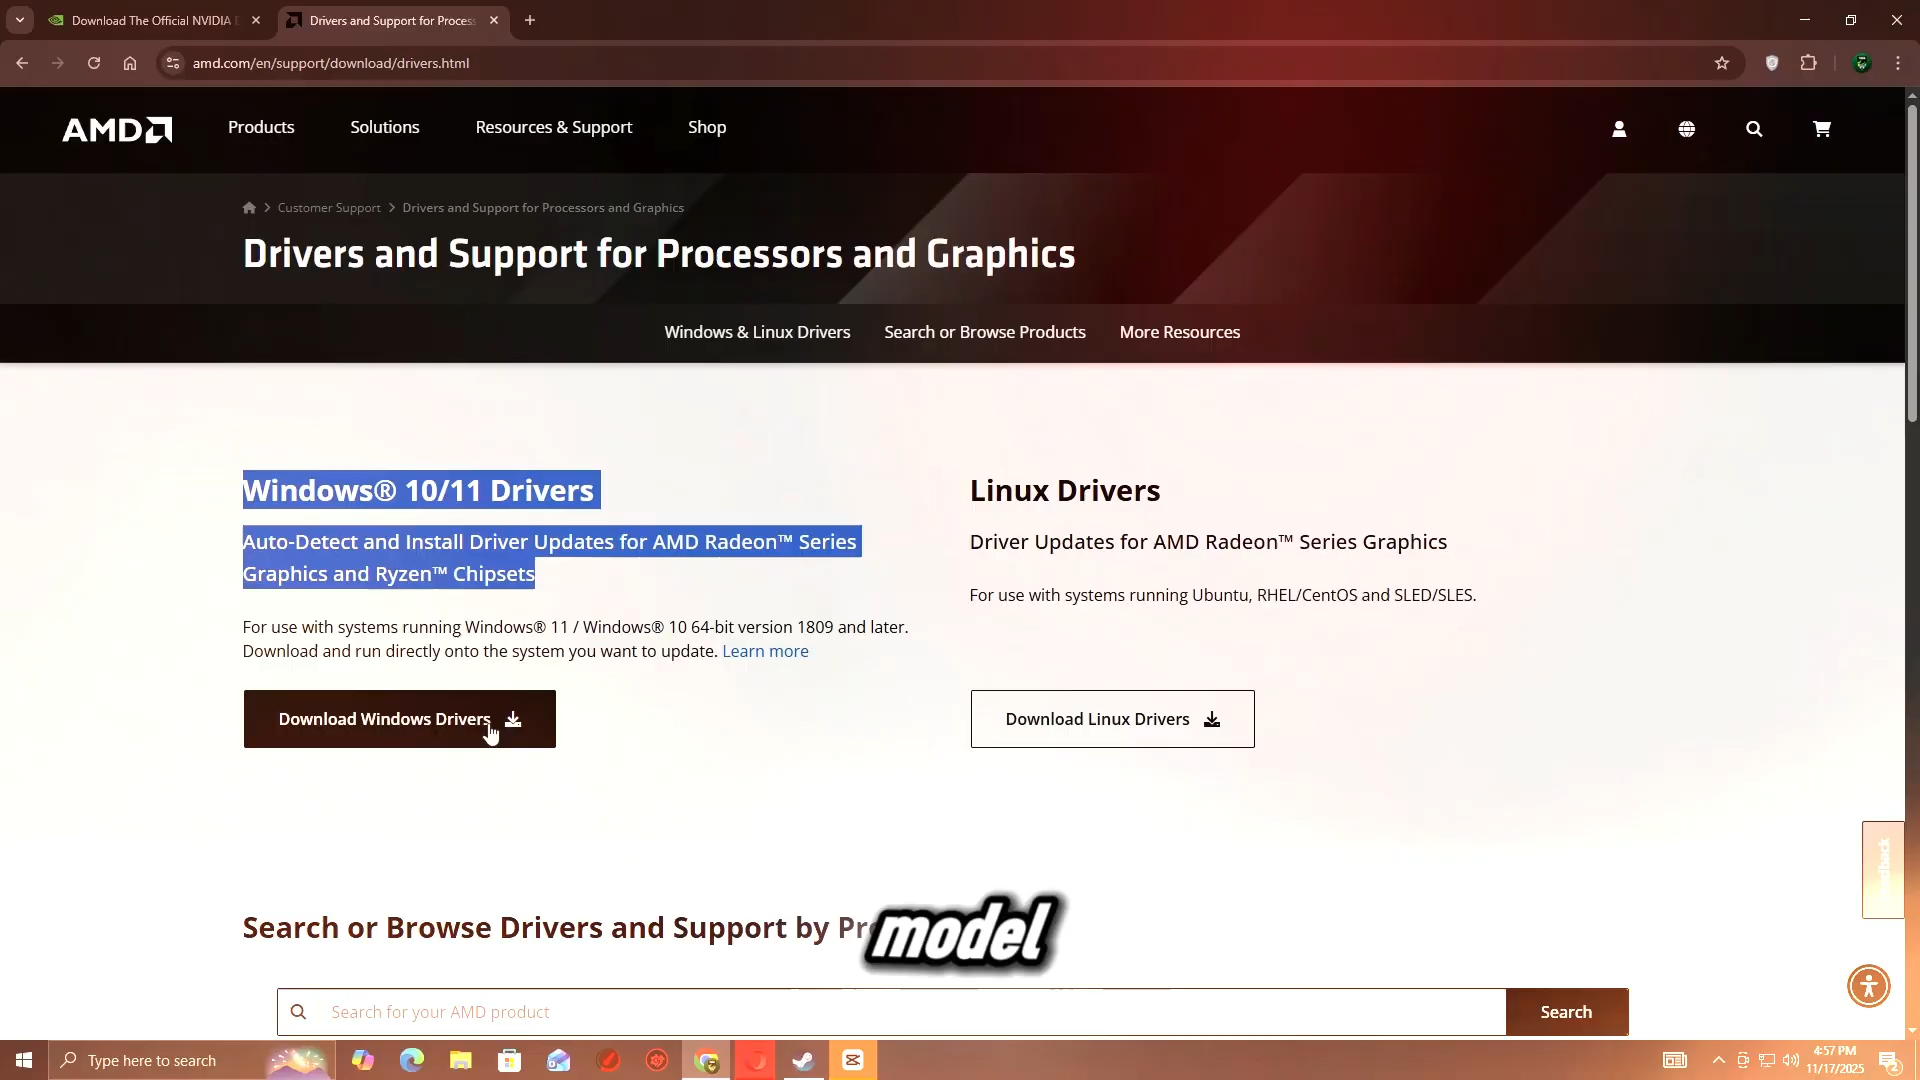 Download The Official NVIDIA
Drivers and Support for Process
amd.com/en/support/download/drivers.html
AMD
Products
Solutions
Resources & Support
Shop
Customer Support
Drivers and Support for Processors and Graphics
Drivers and Support for Processors and Graphics
Windows & Linux Drivers
Search or Browse Products
More Resources
Windows® 10/11 Drivers
Auto-Detect and Install Driver Updates for AMD Radeon™ Series
Graphics and Ryzen™ Chipsets
For use with systems running Windows® 11 / Windows® 10 64-bit version 1809 and later.
Download and run directly onto the system you want to update. Learn more
Download Windows Drivers
Linux Drivers
Driver Updates for AMD Radeon™ Series Graphics
For use with systems running Ubuntu, RHEL/CentOS and SLED/SLES.
Download Linux Drivers
Feedback
Search or Browse Drivers and Support by
model
Search for your AMD product
Search
Type here to search
4:57 PM
11/17/2025
2